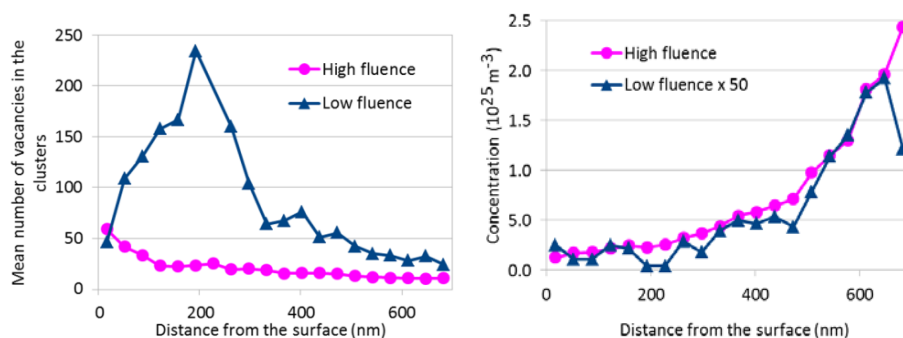 Mean number of vacancies in the
clusters
250
200
150
100
50
0
0
200
400
600
Distance from the surface (nm)
High fluence
Low fluence
Concentration (10²⁵ m⁻³)
2.5
2.0
1.5
1.0
5.0
0.0
0
200
400
600
Distance from the surface (nm)
High fluence
Low fluence x 50